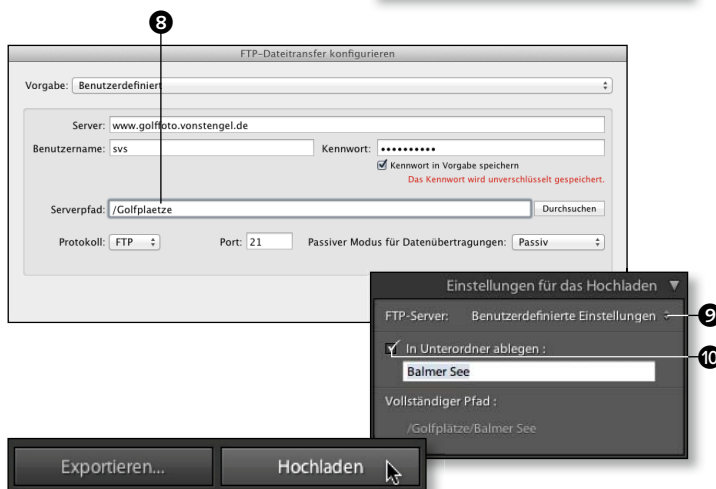 8
FTP-Dateitransfer konfigurieren
Vorgabe: Benutzerdefiniert
Server: www.golffoto.vonstengel.de
Benutzername: svs Kennwort: ••••••••••
Kennwort in Vorgabe speichern
Das Kennwort wird unverschlüsselt gespeichert.
Serverpfad: /Golfplaetze Durchsuchen
Protokoll: FTP Port: 21 Passiver Modus für Datenübertragungen: Passiv
Einstellungen für das Hochladen
FTP-Server: Benutzerdefinierte Einstellungen 9
In Unterordner ablegen : 10
Balmer See
Vollständiger Pfad :
/Golfplätze/Balmer See
Exportieren... Hochladen